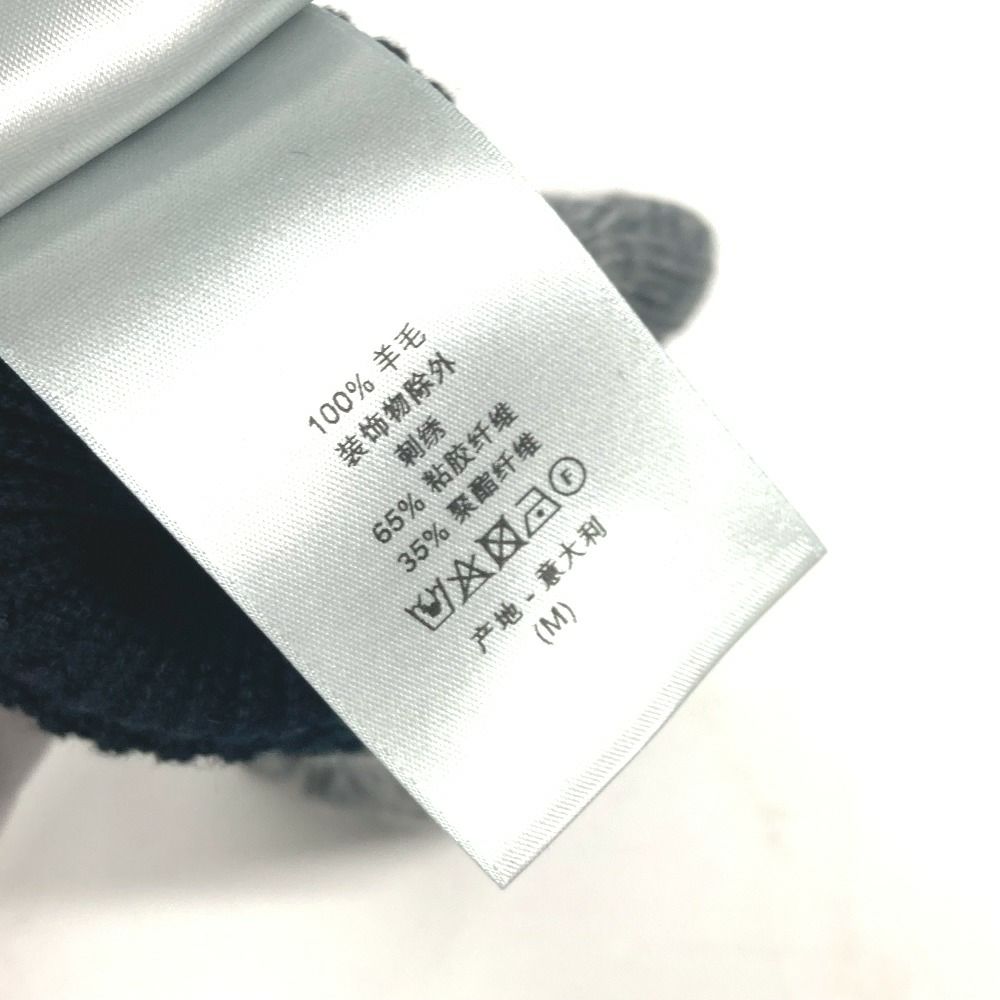 100% 羊毛
装饰物除外
刺绣
65% 粘胶纤维
35% 聚酯纤维
F
产地 - 意大利
(M)